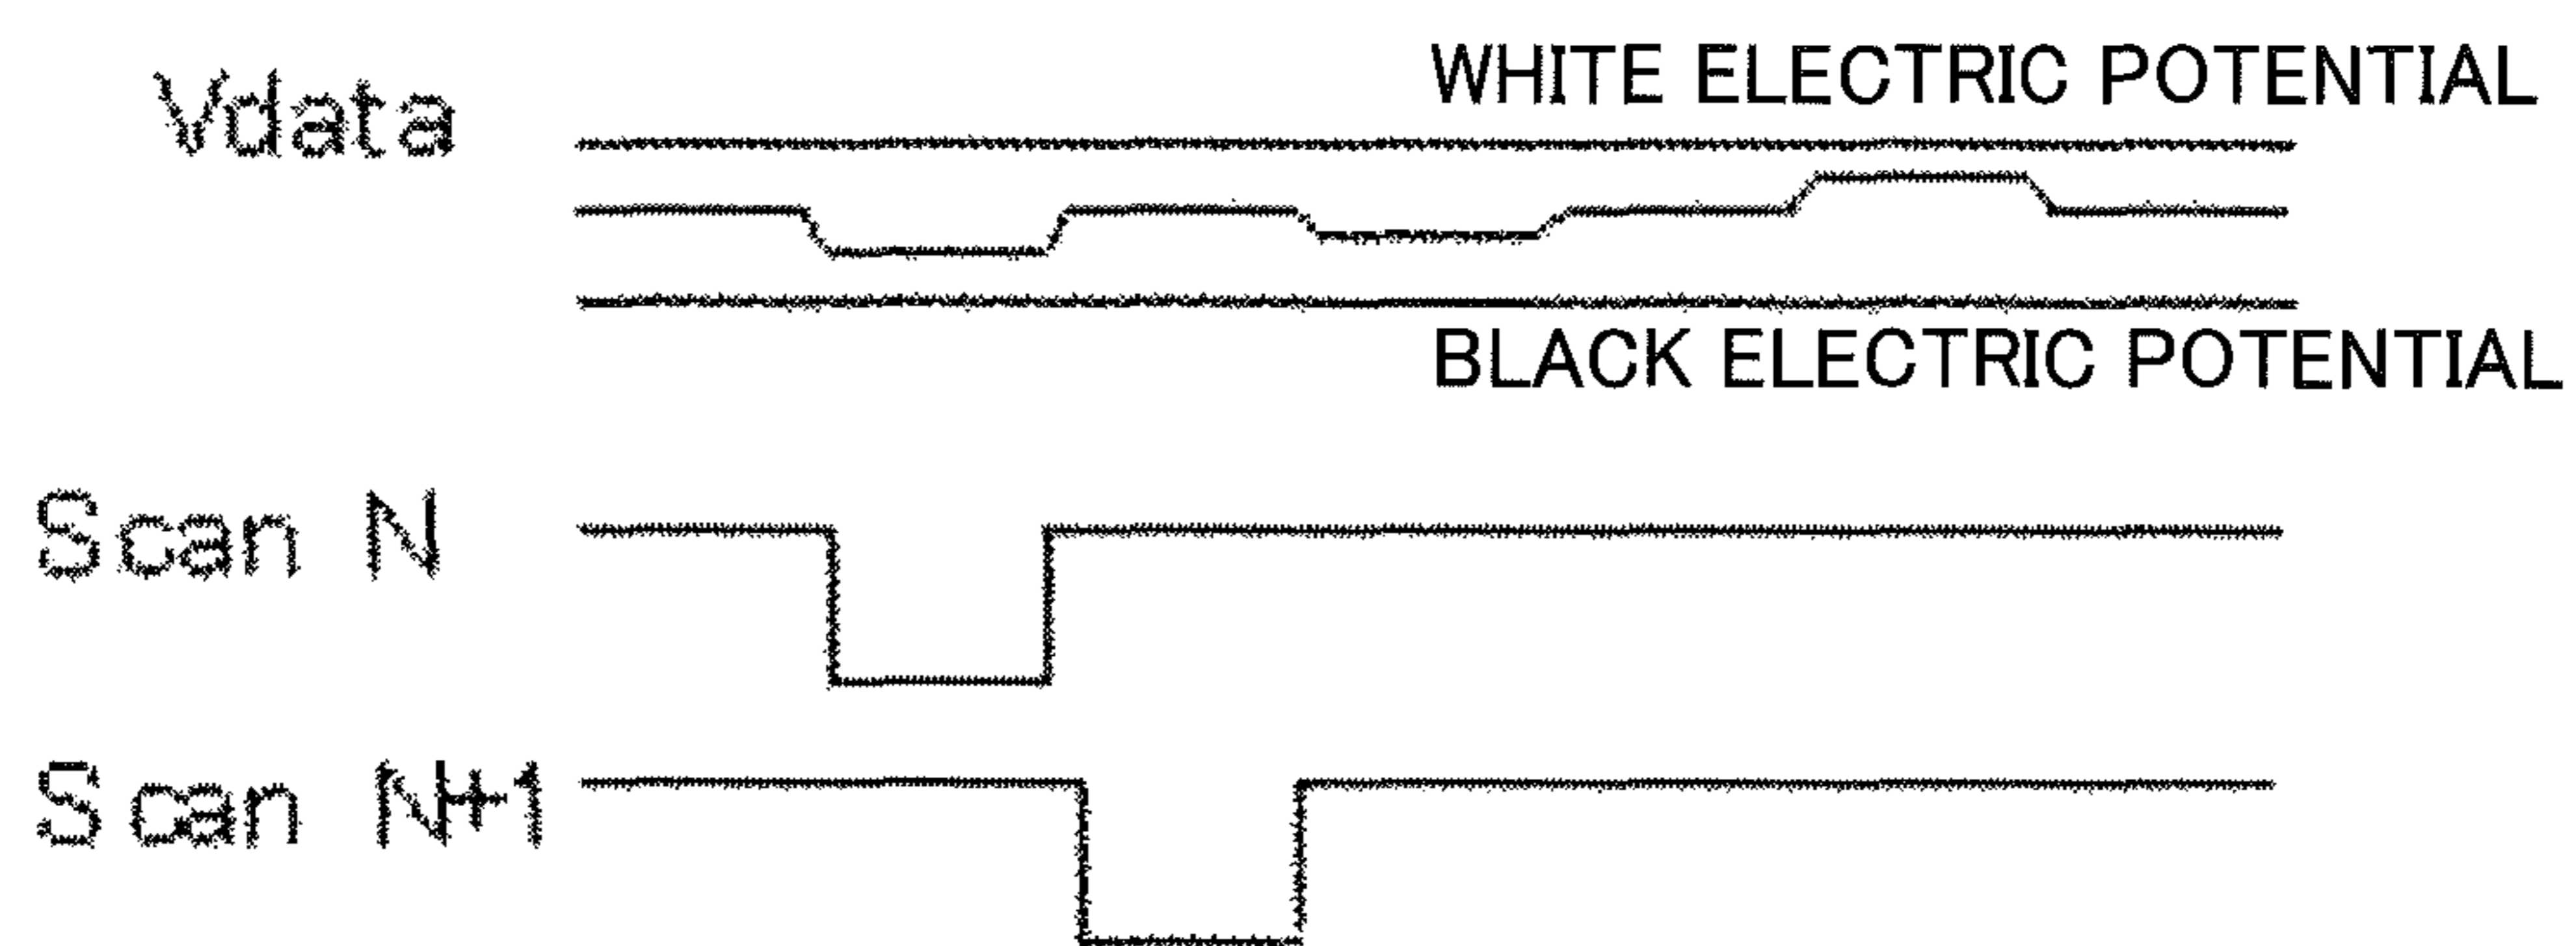 WHITE ELECTRIC POTENTIAL
Vdata
BLACK ELECTRIC POTENTIAL
Scan N
Scan N+1